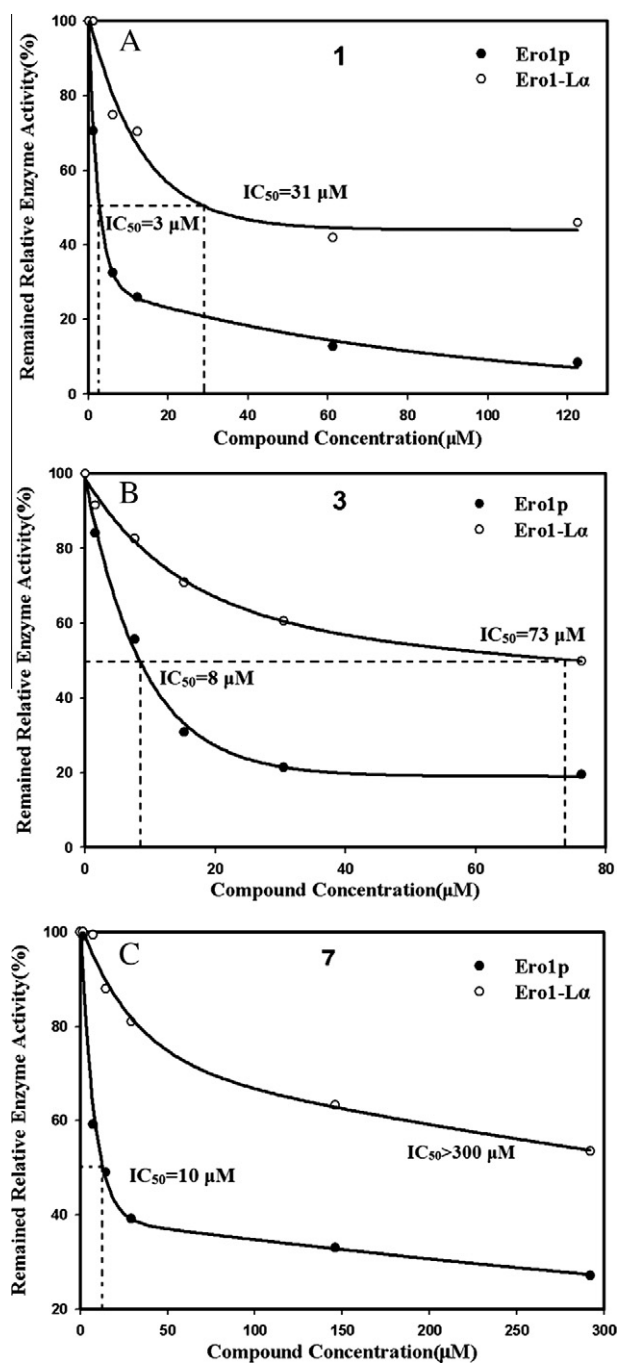 A
1
Ero1p
Ero1-Lα
IC50=31 μM
IC50=3 μM
Remained Relative Enzyme Activity(%)
100
80
60
40
20
0
0 20 40 60 80 100 120
Compound Concentration(μM)
B
3
Ero1p
Ero1-Lα
IC50=73 μM
IC50=8 μM
Remained Relative Enzyme Activity(%)
100
80
60
40
20
0
0 20 40 60 80
Compound Concentration(μM)
C
7
Ero1p
Ero1-Lα
IC50>300 μM
IC50=10 μM
Remained Relative Enzyme Activity(%)
100
80
60
40
20
0 50 100 150 200 250 300
Compound Concentration(μM)